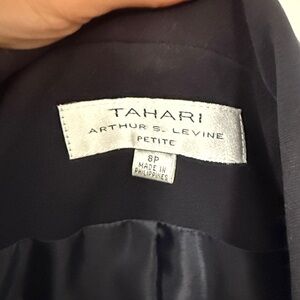 TAHARI
ARTHUR S. LEVINE
PETITE
8P
MADE IN
PHILIPPINES